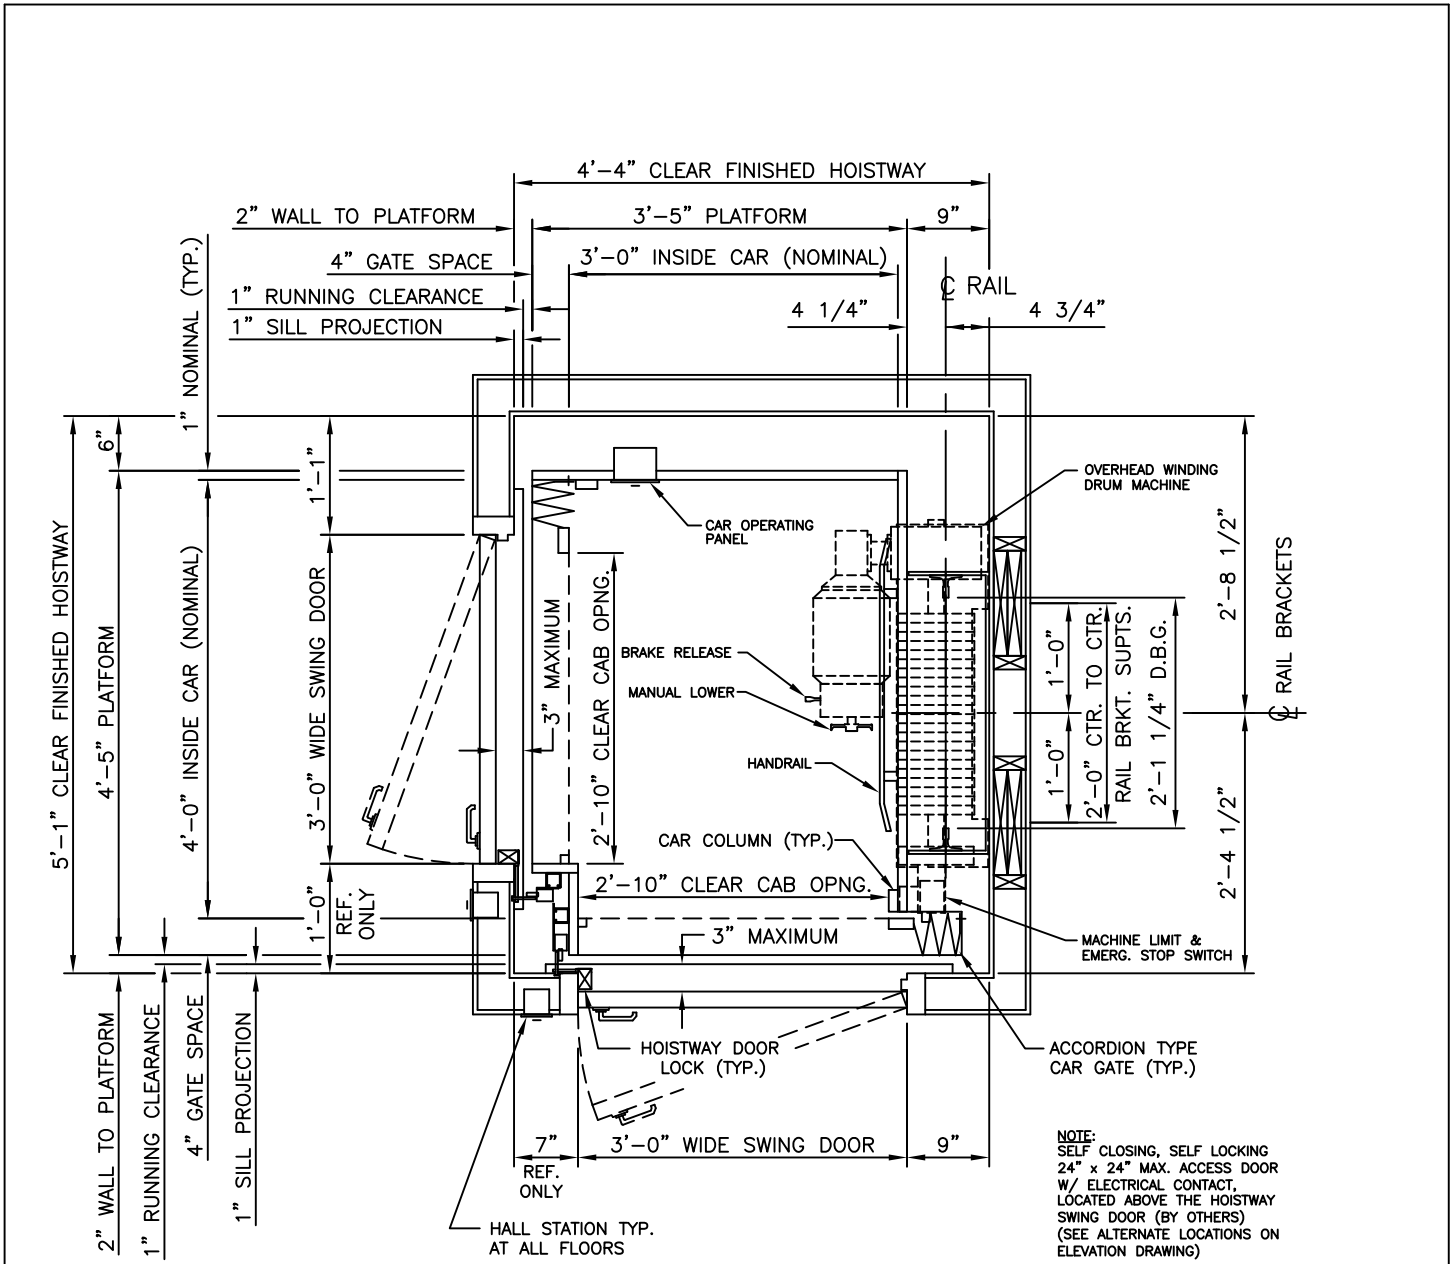 4'-4" CLEAR FINISHED HOISTWAY
2" WALL TO PLATFORM
3'-5" PLATFORM
9"
4" GATE SPACE
3'-0" INSIDE CAR (NOMINAL)
1" RUNNING CLEARANCE
℄ RAIL
1" SILL PROJECTION
4 1/4"
4 3/4"
1" NOMINAL (TYP.)
6"
1'-1"
5'-1" CLEAR FINISHED HOISTWAY
4'-5" PLATFORM
4'-0" INSIDE CAR (NOMINAL)
3'-0" WIDE SWING DOOR
1'-0"
REF.
ONLY
3" MAXIMUM
2'-10" CLEAR CAB OPNG.
CAR OPERATING
PANEL
OVERHEAD WINDING
DRUM MACHINE
BRAKE RELEASE
MANUAL LOWER
HANDRAIL
CAR COLUMN (TYP.)
2'-10" CLEAR CAB OPNG.
3" MAXIMUM
1'-0"
1'-0"
2'-0" CTR. TO CTR.
RAIL BRKT. SUPTS.
2'-1 1/4" D.B.G.
2'-8 1/2"
2'-4 1/2"
℄ RAIL BRACKETS
MACHINE LIMIT &
EMERG. STOP SWITCH
2" WALL TO PLATFORM
1" RUNNING CLEARANCE
4" GATE SPACE
1" SILL PROJECTION
HOISTWAY DOOR
LOCK (TYP.)
ACCORDION TYPE
CAR GATE (TYP.)
7"
REF.
ONLY
3'-0" WIDE SWING DOOR
9"
HALL STATION TYP.
AT ALL FLOORS
NOTE:
SELF CLOSING, SELF LOCKING
24" x 24" MAX. ACCESS DOOR
W/ ELECTRICAL CONTACT,
LOCATED ABOVE THE HOISTWAY
SWING DOOR (BY OTHERS)
(SEE ALTERNATE LOCATIONS ON
ELEVATION DRAWING)